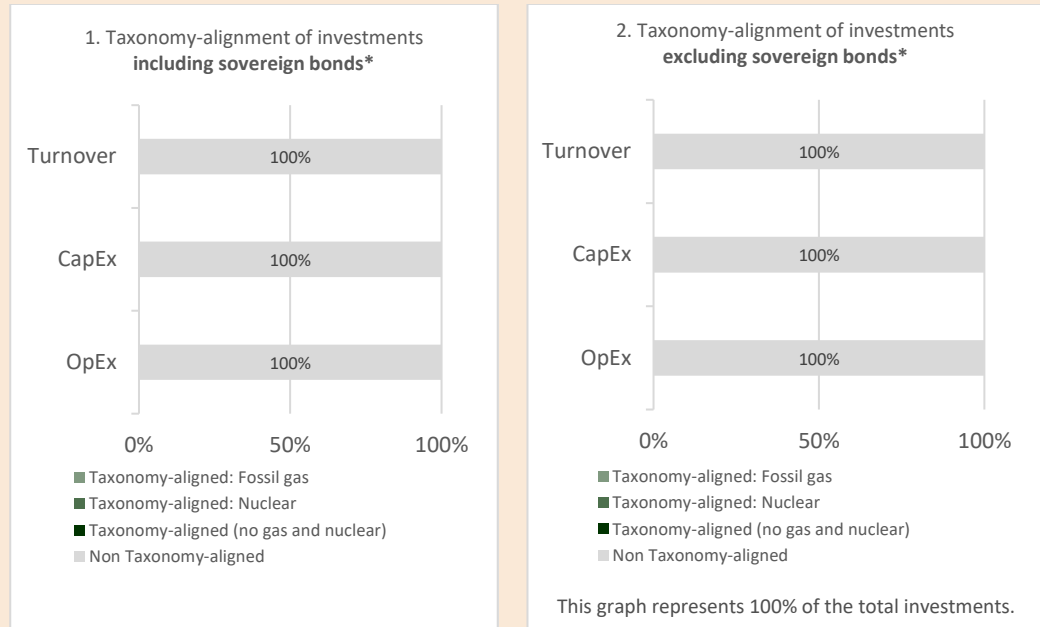 1. Taxonomy-alignment of investments
including sovereign bonds*
Turnover
100%
CapEx
100%
OpEx
100%
0%
50%
100%
Taxonomy-aligned: Fossil gas
Taxonomy-aligned: Nuclear
Taxonomy-aligned (no gas and nuclear)
Non Taxonomy-aligned
2. Taxonomy-alignment of investments
excluding sovereign bonds*
Turnover
100%
CapEx
100%
OpEx
100%
0%
50%
100%
Taxonomy-aligned: Fossil gas
Taxonomy-aligned: Nuclear
Taxonomy-aligned (no gas and nuclear)
Non Taxonomy-aligned
This graph represents 100% of the total investments.